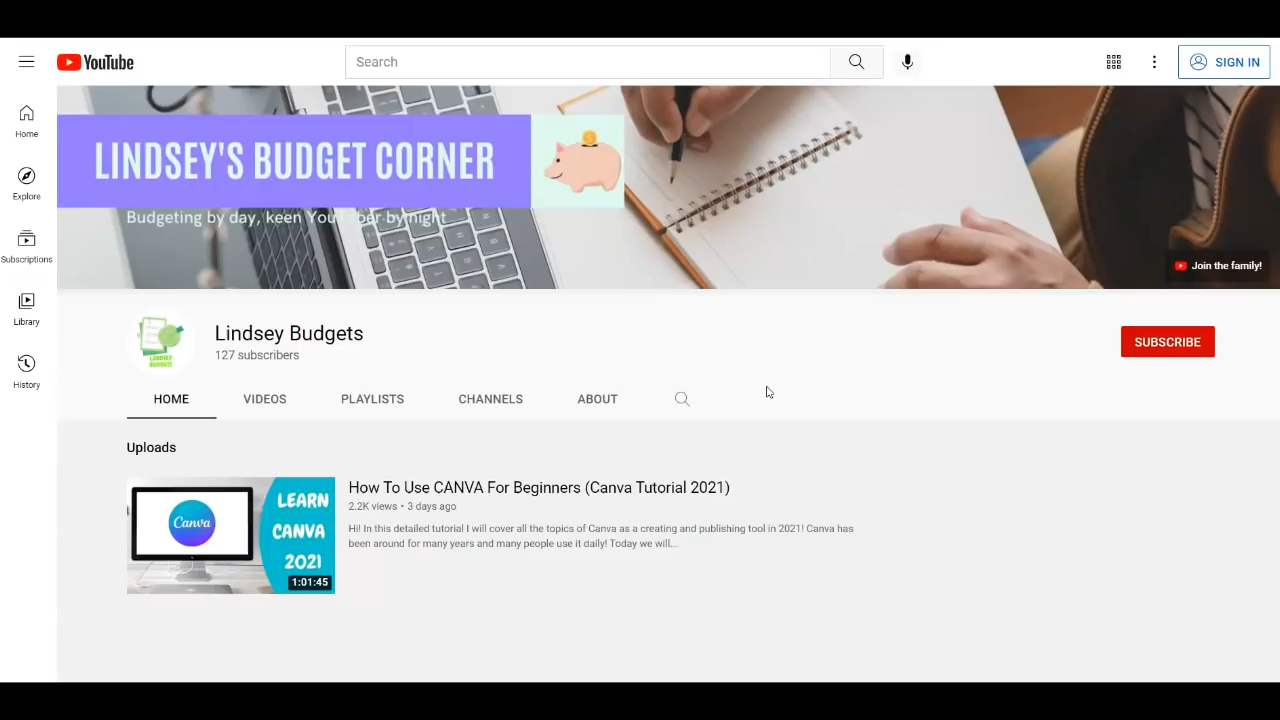 YouTube
Search
SIGN IN
Home
Explore
Subscriptions
Library
History
LINDSEY'S BUDGET CORNER
Budgeting by day, keen YouTuber by night
Join the family!
LINDSEY
BUDGETS
Lindsey Budgets
127 subscribers
SUBSCRIBE
HOME
VIDEOS
PLAYLISTS
CHANNELS
ABOUT
Uploads
Canva
LEARN
CANVA
2021
1:01:45
How To Use CANVA For Beginners (Canva Tutorial 2021)
2.2K views • 3 days ago
Hi! In this detailed tutorial I will cover all the topics of Canva as a creating and publishing tool in 2021! Canva has
been around for many years and many people use it daily! Today we will...